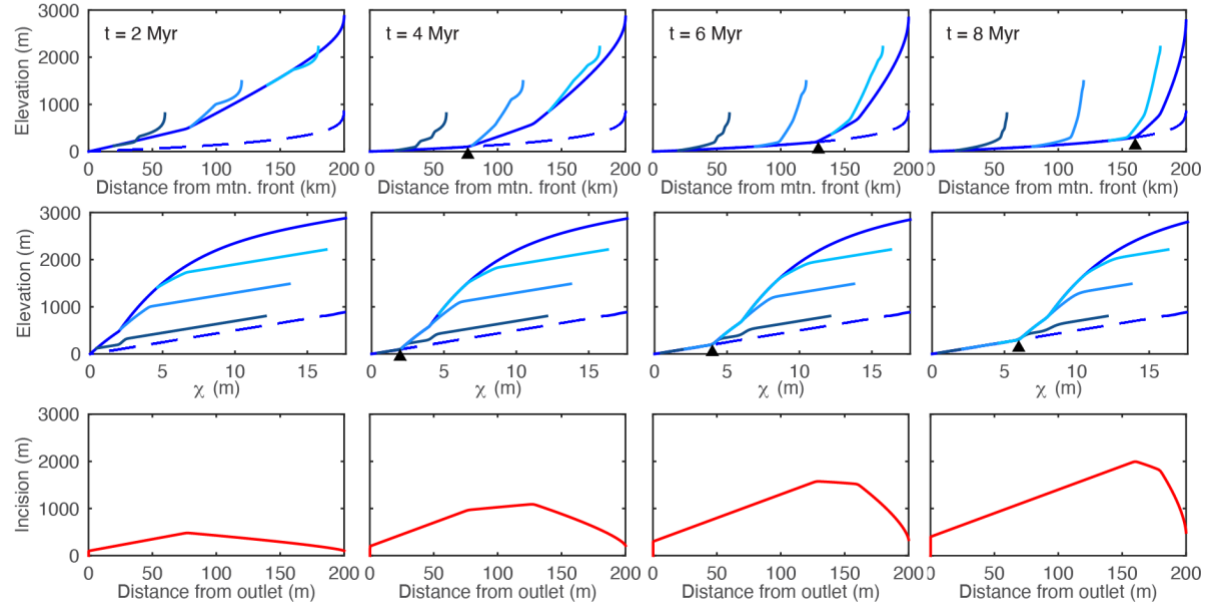 t = 2 Myr
t = 4 Myr
t = 6 Myr
t = 8 Myr
Elevation (m)
3000
2000
1000
0
0 50 100 150 200
0 50 100 150 200
0 50 100 150 200
0 50 100 150 200
Distance from mtn. front (km)
Distance from mtn. front (km)
Distance from mtn. front (km)
Distance from mtn. front (km)
Elevation (m)
3000
2000
1000
0
0 5 10 15
0 5 10 15
0 5 10 15
0 5 10 15
χ (m)
χ (m)
χ (m)
χ (m)
Incision (m)
3000
2000
1000
0
0 50 100 150 200
0 50 100 150 200
0 50 100 150 200
0 50 100 150 200
Distance from outlet (m)
Distance from outlet (m)
Distance from outlet (m)
Distance from outlet (m)